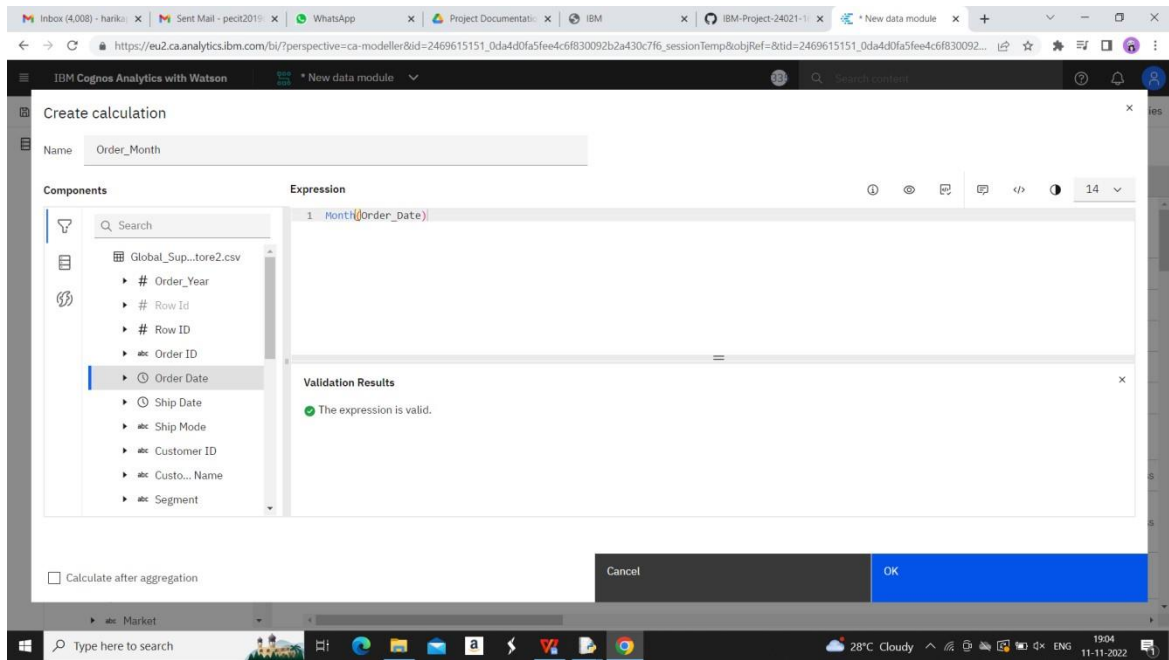 Inbox (4,008) - harika
Sent Mail - pecit2019
WhatsApp
Project Documentatio
IBM
IBM-Project-24021-1
* New data module
https://eu2.ca.analytics.ibm.com/bi/?perspective=ca-modeller&id=2469615151_0da4d0fa5fee4c6f830092b2a430c7f6_sessionTemp&objRef=&tid=2469615151_0da4d0fa5fee4c6f830092...
IBM Cognos Analytics with Watson
* New data module
Search content
Create calculation
ies
Name
Order_Month
Components
Expression
14
Search
1 Month(Order_Date)
Global_Sup...tore2.csv
# Order_Year
# Row Id
# Row ID
abc Order ID
Order Date
Validation Results
Ship Date
The expression is valid.
abc Ship Mode
abc Customer ID
abc Custo... Name
abc Segment
Calculate after aggregation
Cancel
OK
abc Market
Type here to search
28°C Cloudy
ENG
19:04
11-11-2022